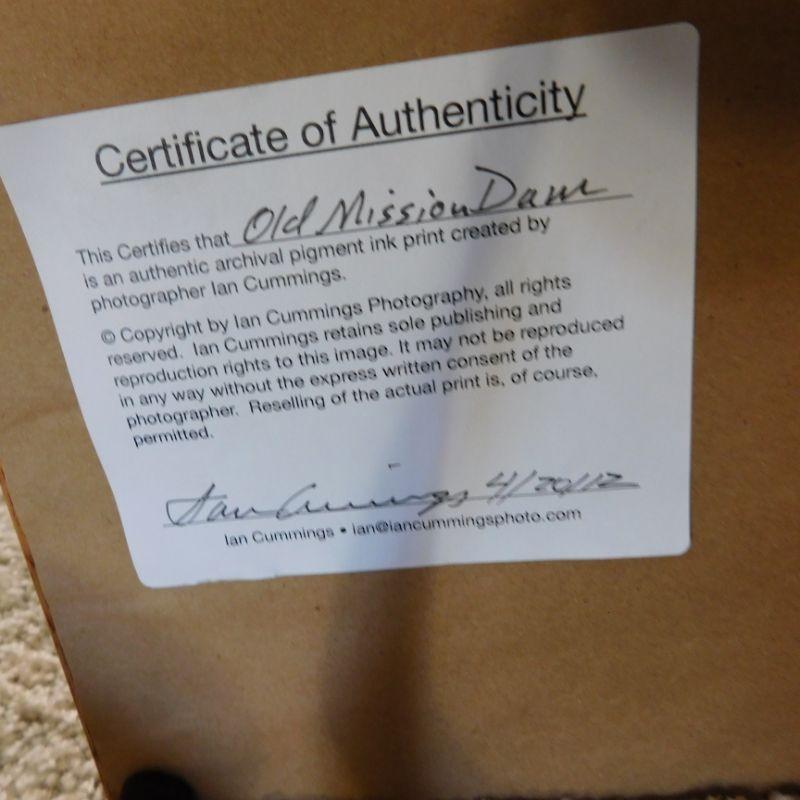 Certificate of Authenticity
This Certifies that Old Mission Dam
is an authentic archival pigment ink print created by
photographer Ian Cummings.
© Copyright by Ian Cummings Photography, all rights
reserved. Ian Cummings retains sole publishing and
reproduction rights to this image. It may not be reproduced
in any way without the express written consent of the
photographer. Reselling of the actual print is, of course,
permitted.
Ian Cummings 4/20/12
Ian Cummings • ian@iancummingsphoto.com